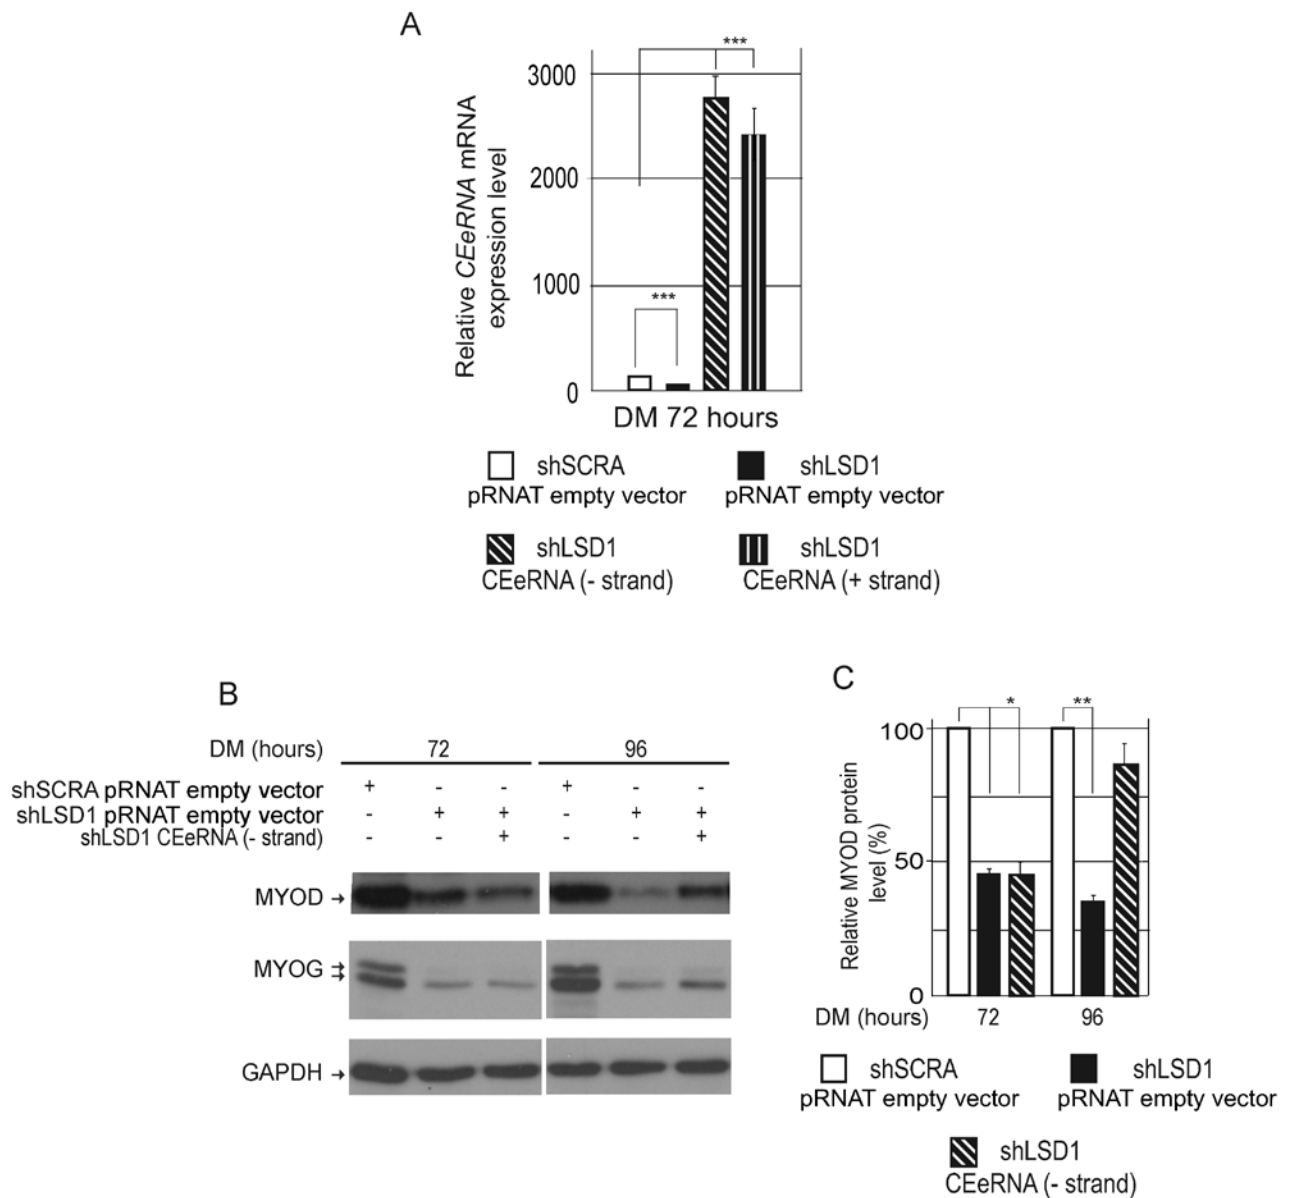 A
***
3000
2000
1000
***
0
Relative CEeRNA mRNA
expression level
DM 72 hours
shSCRA
pRNAT empty vector
shLSD1
pRNAT empty vector
shLSD1
CEeRNA (- strand)
shLSD1
CEeRNA (+ strand)
B
DM (hours) 72 96
shSCRA pRNAT empty vector + - - + - -
shLSD1 pRNAT empty vector - + + - + +
shLSD1 CEeRNA (- strand) - - + - - +
MYOD →
MYOG →→
GAPDH →
C
* **
100
50
0
Relative MYOD protein
level (%)
DM (hours) 72 96
shSCRA
pRNAT empty vector
shLSD1
pRNAT empty vector
shLSD1
CEeRNA (- strand)